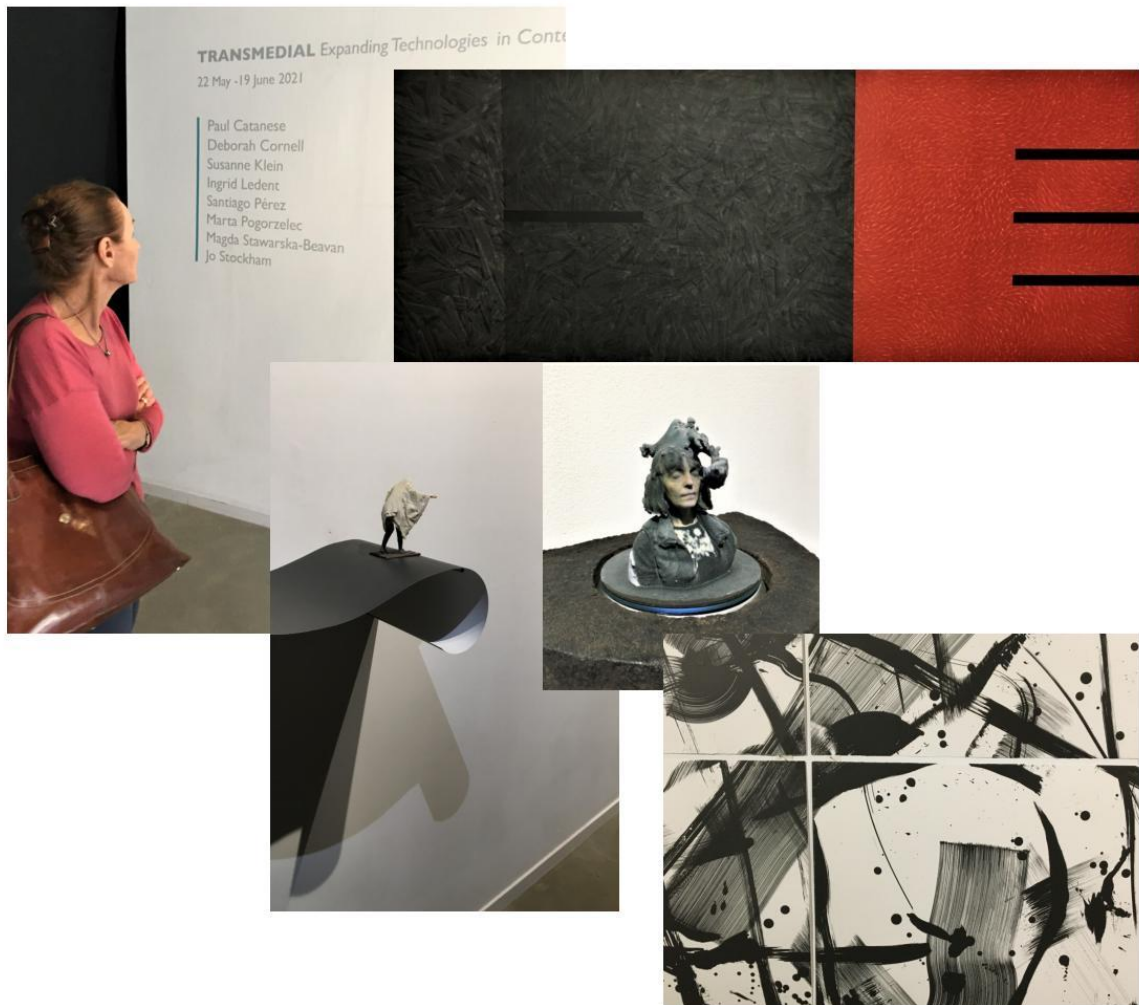 TRANSMEDIAL Expanding Technologies in Conte
22 May -19 June 2021
Paul Catanese
Deborah Cornell
Susanne Klein
Ingrid Ledent
Santiago Pérez
Marta Pogorzelec
Magda Stawarska-Beavan
Jo Stockham